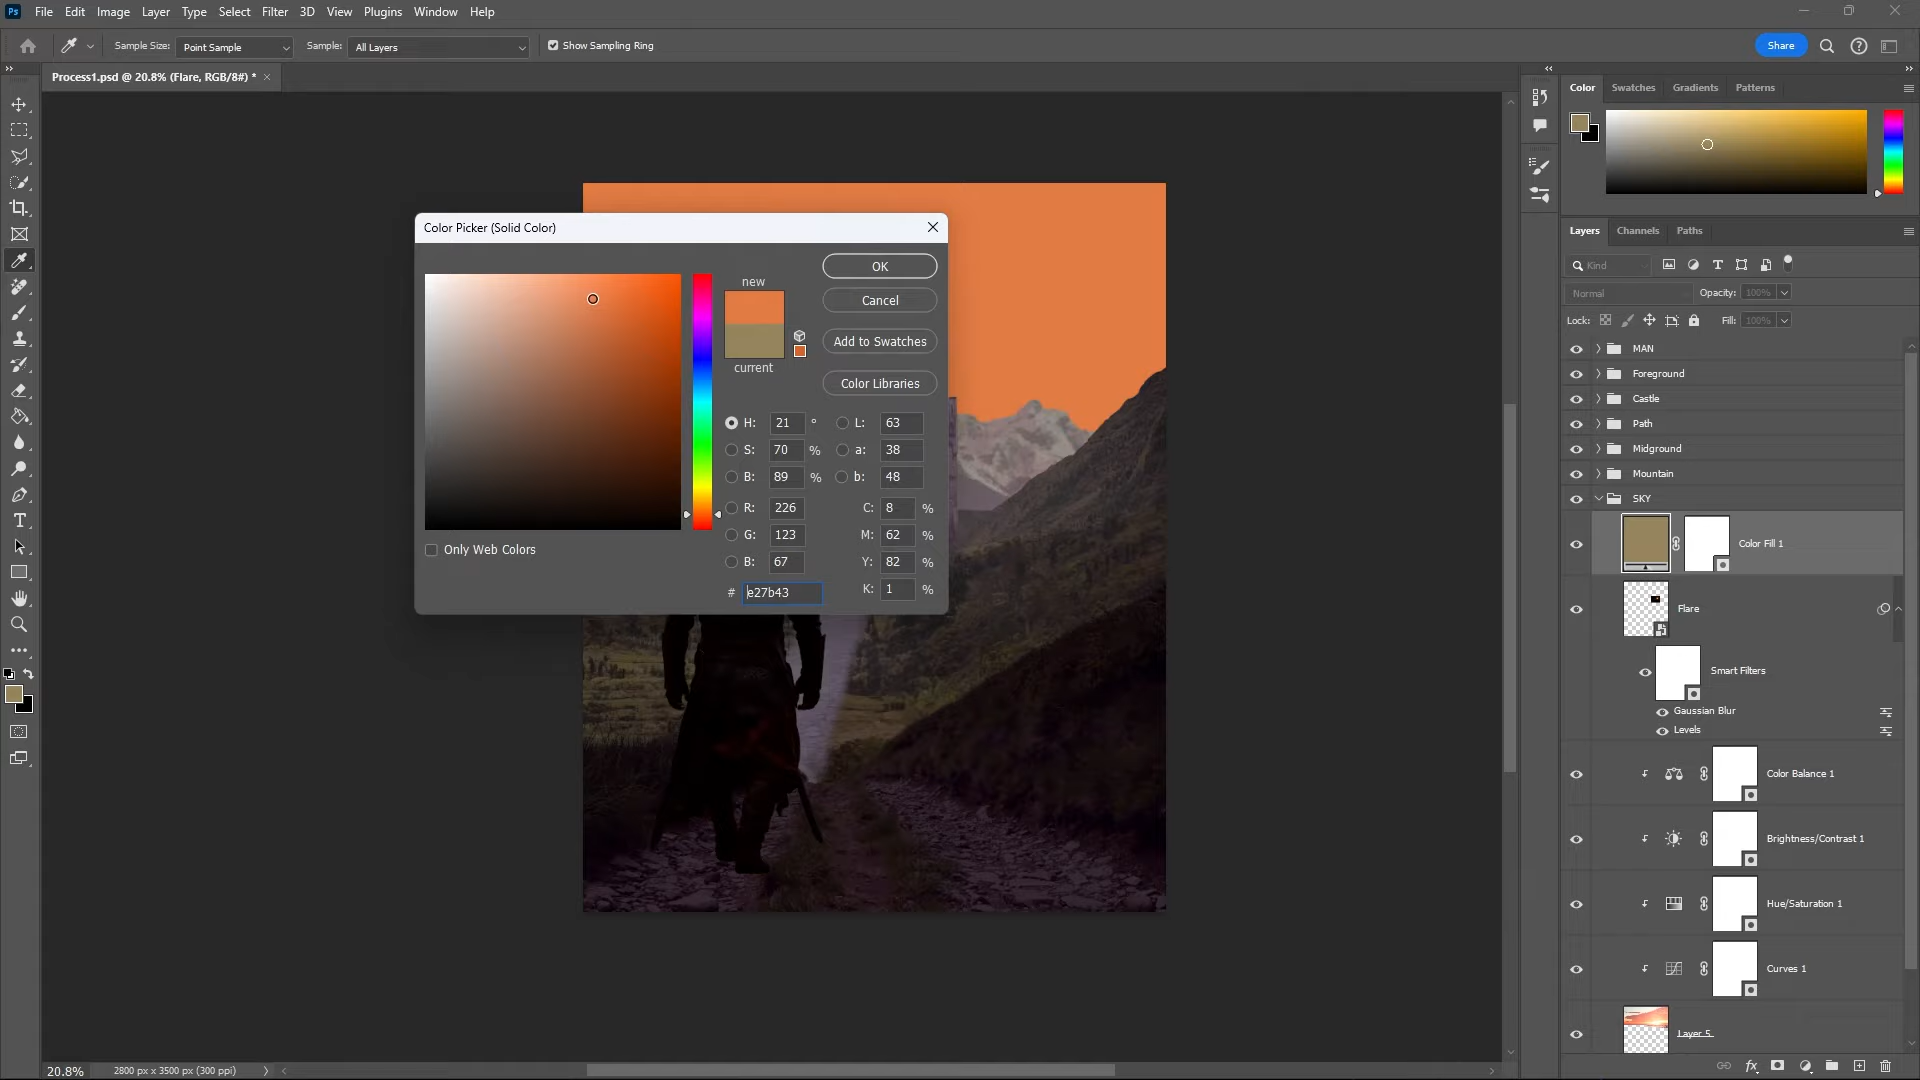 Ps File Edit Image Layer Type Select Filter 3D View Plugins Window Help
Sample Size: Point Sample Sample: All Layers Show Sampling Ring Share
Process1.psd @ 20.8% (Flare, RGB/8#) * ×
Color Swatches Gradients Patterns
Color Picker (Solid Color)
new
current
OK
Cancel
Add to Swatches
Color Libraries
H: 21 ° L: 63
S: 70 % a: 38
B: 89 % b: 48
R: 226 C: 8 %
G: 123 M: 62 %
B: 67 Y: 82 %
# e27b43 K: 1 %
Only Web Colors
Layers Channels Paths
Kind
Normal Opacity: 100%
Lock: Fill: 100%
MAN
Foreground
Castle
Path
Midground
Mountain
SKY
Color Fill 1
Flare
Smart Filters
Gaussian Blur
Levels
Color Balance 1
Brightness/Contrast 1
Hue/Saturation 1
Curves 1
Layer 5
20.8% 2800 px x 3500 px (300 ppi)